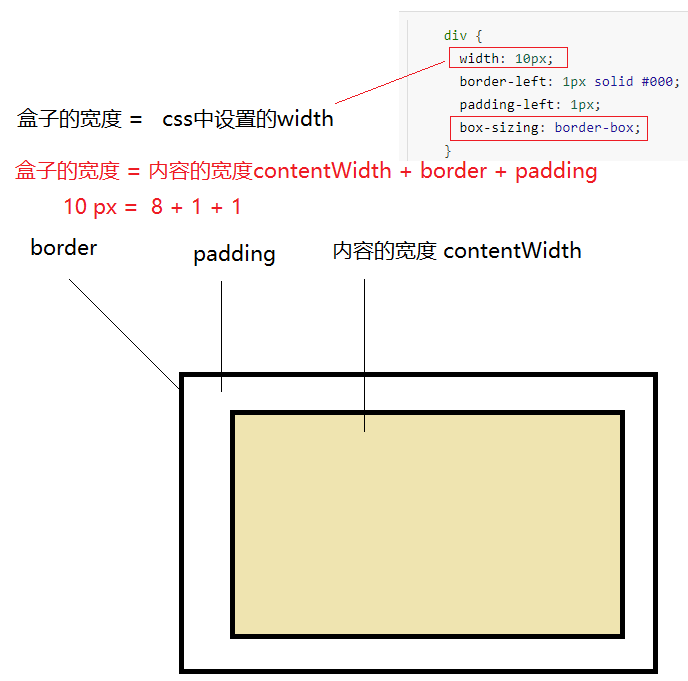 div {
width: 10px;
border-left: 1px solid #000;
padding-left: 1px;
box-sizing: border-box;
}
盒子的宽度 = css中设置的width
盒子的宽度 = 内容的宽度contentWidth + border + padding
10 px = 8 + 1 + 1
border
padding
内容的宽度 contentWidth